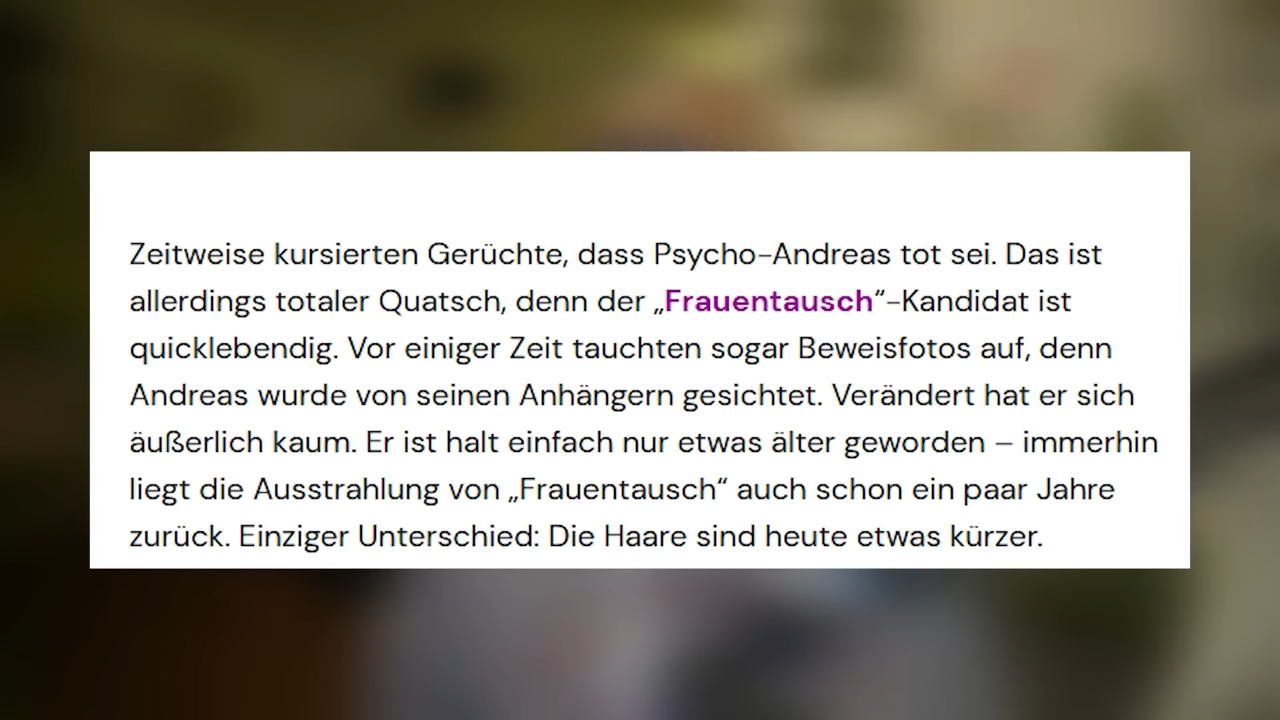 Zeitweise kursierten Gerüchte, dass Psycho-Andreas tot sei. Das ist
allerdings totaler Quatsch, denn der „Frauentausch“-Kandidat ist
quicklebendig. Vor einiger Zeit tauchten sogar Beweisfotos auf, denn
Andreas wurde von seinen Anhängern gesichtet. Verändert hat er sich
äußerlich kaum. Er ist halt einfach nur etwas älter geworden – immerhin
liegt die Ausstrahlung von „Frauentausch“ auch schon ein paar Jahre
zurück. Einziger Unterschied: Die Haare sind heute etwas kürzer.